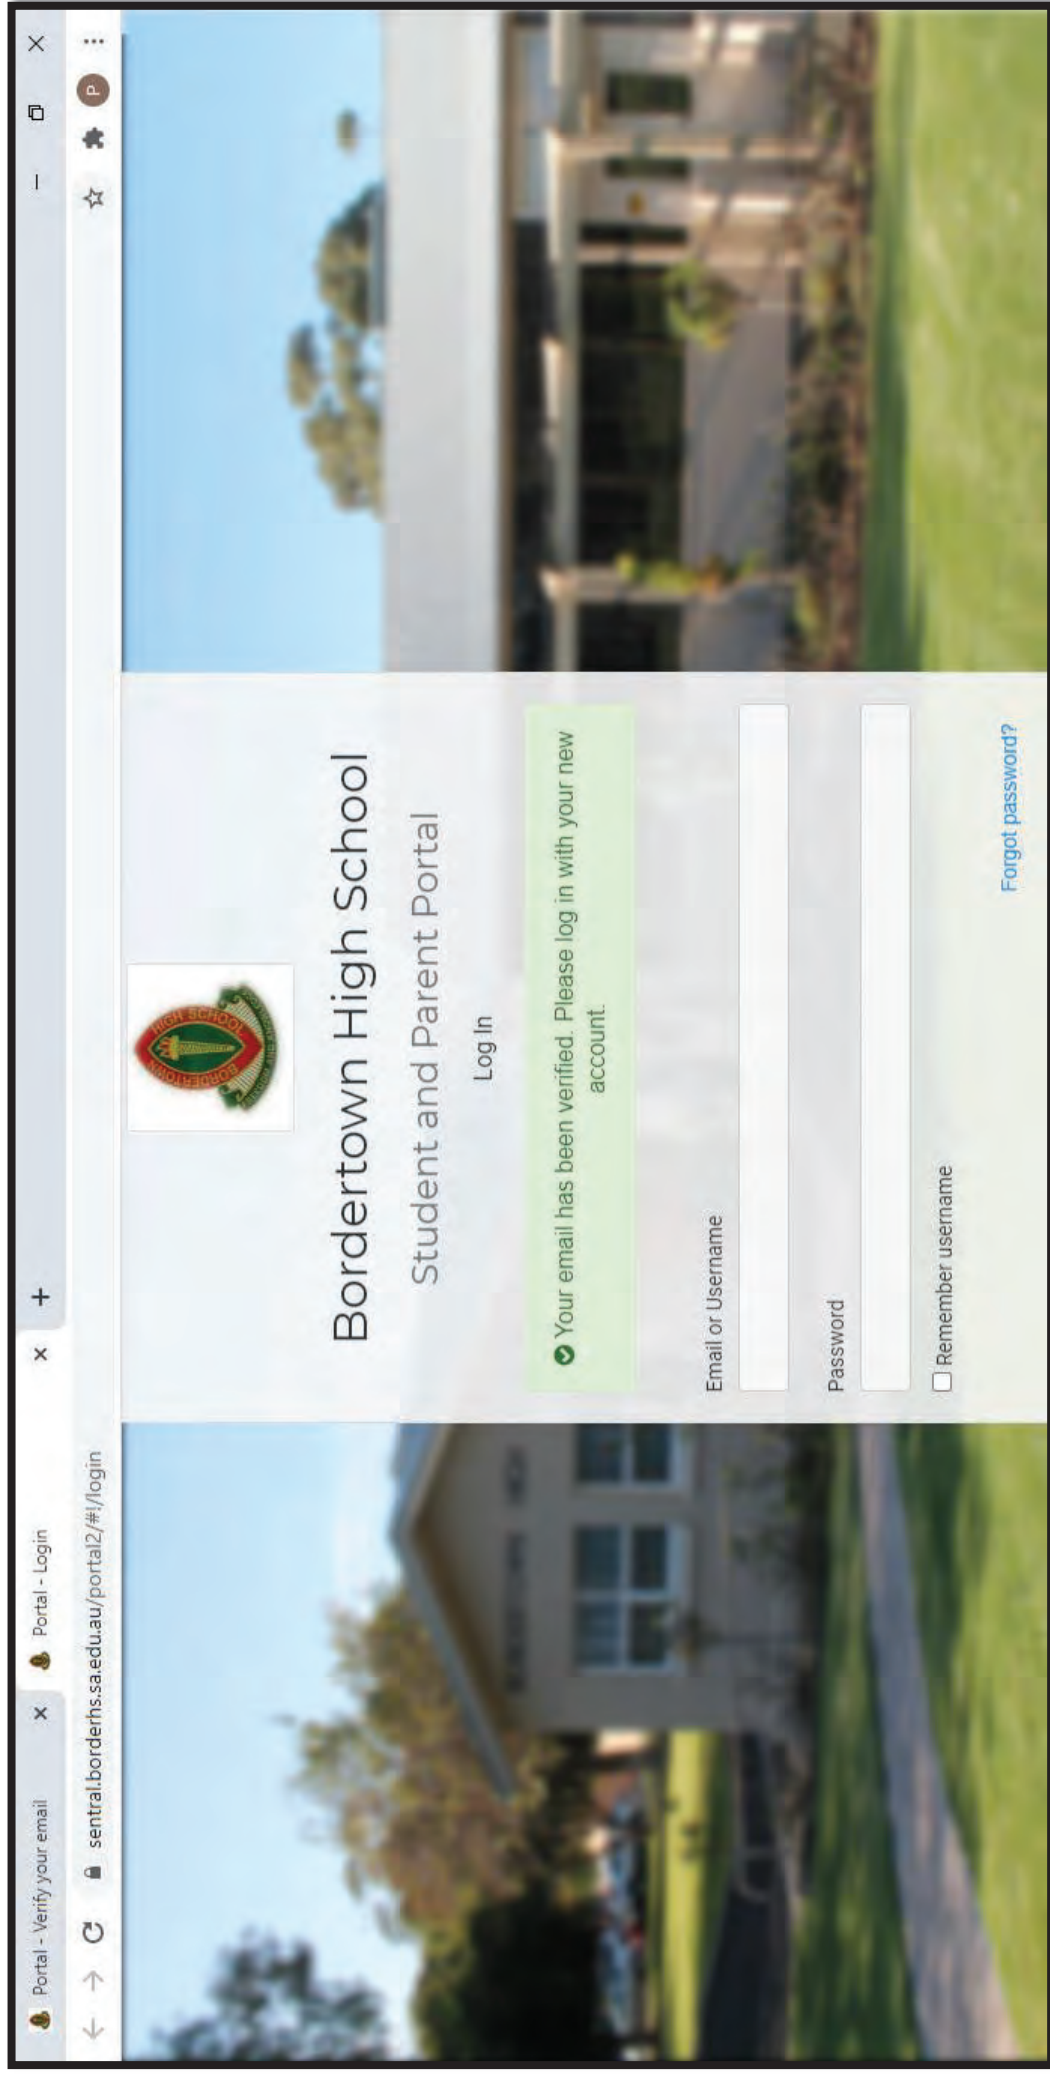 Portal - Verify your email
Portal - Login
sentral.borderhs.sa.edu.au/portal2/#!/login
P
BORDERTOWN HIGH SCHOOL
Bordertown High School
Student and Parent Portal
Log In
Your email has been verified. Please log in with your new
account.
Email or Username
Password
Remember username
Forgot password?